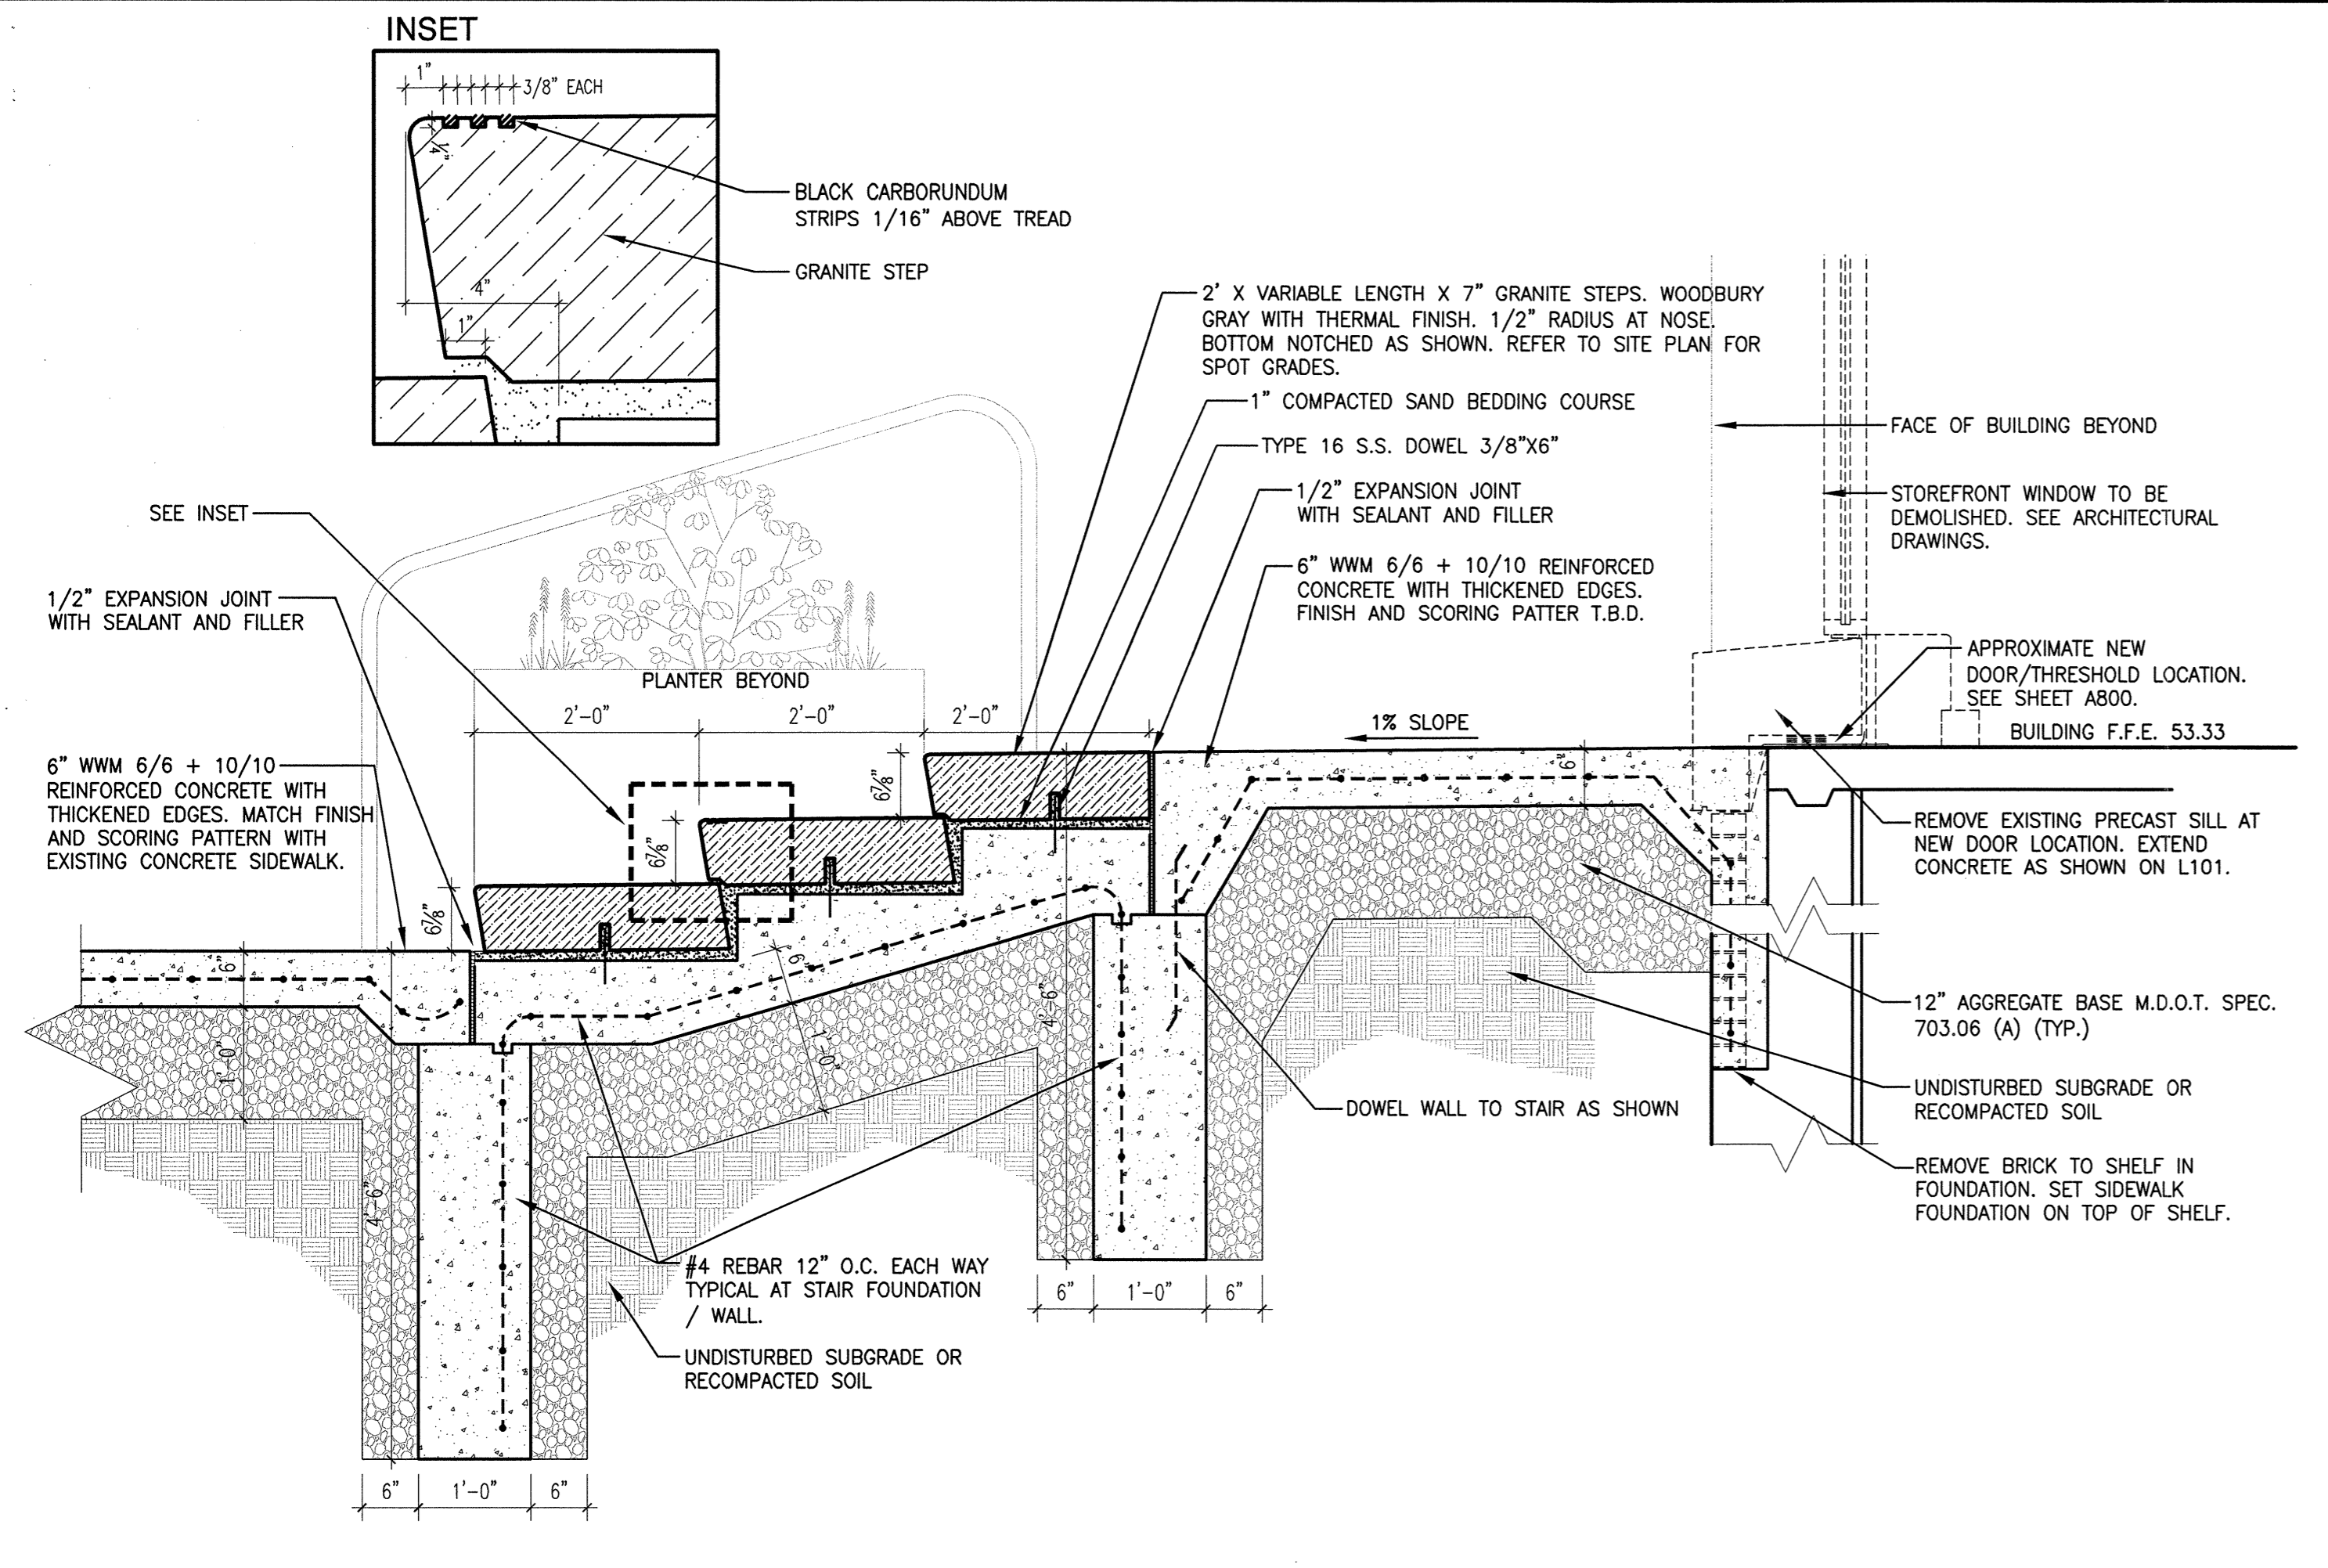 INSET
1"
3/8" EACH
1/4"
BLACK CARBORUNDUM
STRIPS 1/16" ABOVE TREAD
GRANITE STEP
4"
1"
2' X VARIABLE LENGTH X 7" GRANITE STEPS. WOODBURY
GRAY WITH THERMAL FINISH. 1/2" RADIUS AT NOSE.
BOTTOM NOTCHED AS SHOWN. REFER TO SITE PLAN FOR
SPOT GRADES.
1" COMPACTED SAND BEDDING COURSE
TYPE 16 S.S. DOWEL 3/8"X6"
1/2" EXPANSION JOINT
WITH SEALANT AND FILLER
6" WWM 6/6 + 10/10 REINFORCED
CONCRETE WITH THICKENED EDGES.
FINISH AND SCORING PATTER T.B.D.
FACE OF BUILDING BEYOND
STOREFRONT WINDOW TO BE
DEMOLISHED. SEE ARCHITECTURAL
DRAWINGS.
APPROXIMATE NEW
DOOR/THRESHOLD LOCATION.
SEE SHEET A800.
BUILDING F.F.E. 53.33
SEE INSET
1/2" EXPANSION JOINT
WITH SEALANT AND FILLER
PLANTER BEYOND
2'-0"
2'-0"
2'-0"
1% SLOPE
6" WWM 6/6 + 10/10
REINFORCED CONCRETE WITH
THICKENED EDGES. MATCH FINISH
AND SCORING PATTERN WITH
EXISTING CONCRETE SIDEWALK.
6⅞"
6⅞"
6⅞"
6"
6"
6"
1'-0"
1'-0"
4'-6"
4'-6"
REMOVE EXISTING PRECAST SILL AT
NEW DOOR LOCATION. EXTEND
CONCRETE AS SHOWN ON L101.
12" AGGREGATE BASE M.D.O.T. SPEC.
703.06 (A) (TYP.)
UNDISTURBED SUBGRADE OR
RECOMPACTED SOIL
DOWEL WALL TO STAIR AS SHOWN
REMOVE BRICK TO SHELF IN
FOUNDATION. SET SIDEWALK
FOUNDATION ON TOP OF SHELF.
#4 REBAR 12" O.C. EACH WAY
TYPICAL AT STAIR FOUNDATION
/ WALL.
UNDISTURBED SUBGRADE OR
RECOMPACTED SOIL
6"
1'-0"
6"
6"
1'-0"
6"